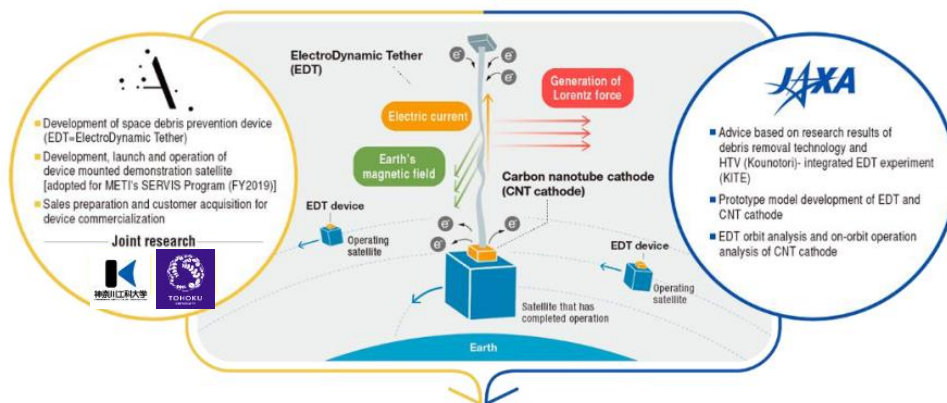 Development of space debris prevention device
(EDT=ElectroDynamic Tether)
Development, launch and operation of
device mounted demonstration satellite
[adopted for METI's SERVIS Program (FY2019)]
Sales preparation and customer acquisition for
device commercialization
Joint research
神奈川工科大学
TOHOKU
UNIVERSITY
ElectroDynamic Tether
(EDT)
e-
e-
e-
e-
Electric current
Generation of
Lorentz force
Earth's
magnetic field
Carbon nanotube cathode
(CNT cathode)
EDT device
Operating
satellite
e-
e-
e-
e-
EDT device
Operating
satellite
Satellite that has
completed operation
Earth
JAXA
Advice based on research results of
debris removal technology and
HTV (Kounotori)- integrated EDT experiment
(KITE)
Prototype model development of EDT and
CNT cathode
EDT orbit analysis and on-orbit operation
analysis of CNT cathode